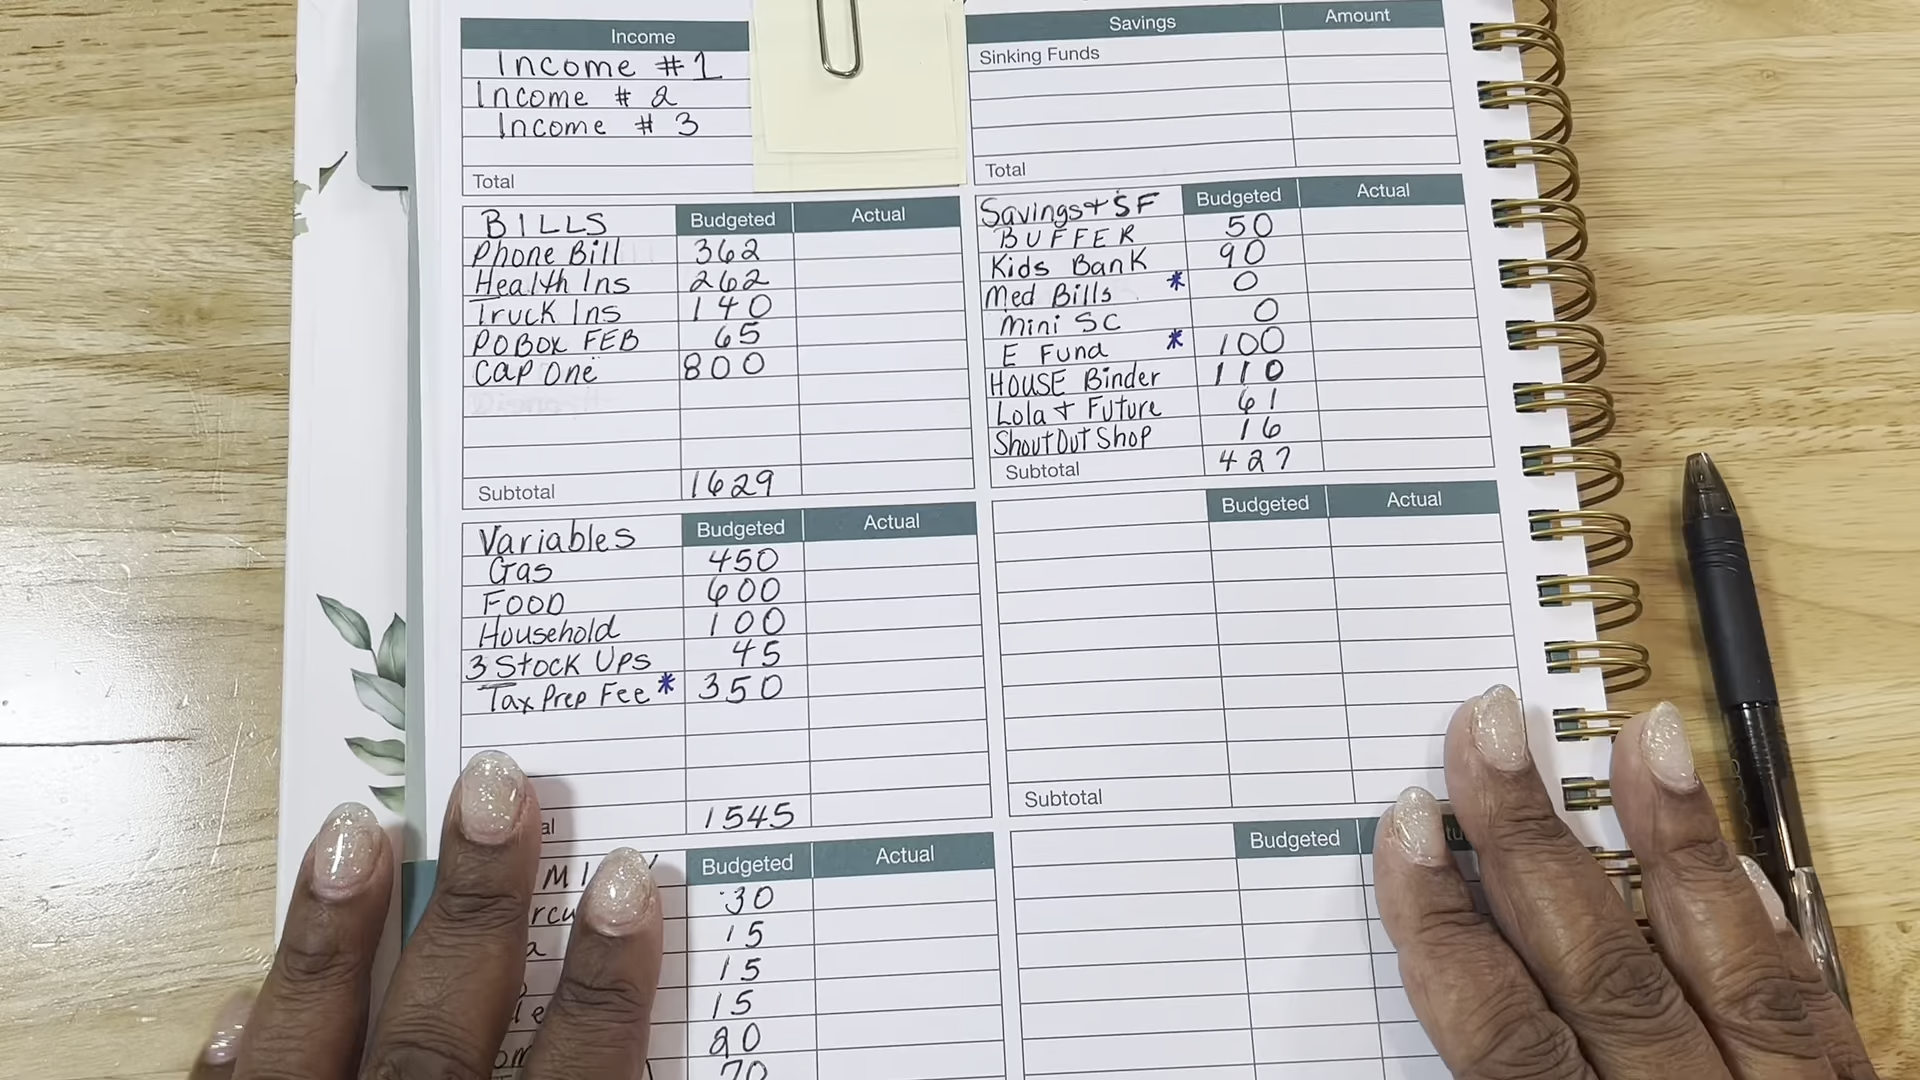 Income
Income #1
Income # 2
Income # 3
Total
Savings Amount
Sinking Funds
Total
BILLS Budgeted Actual
Phone Bill 362
Health Ins 262
Truck Ins 140
PO Box FEB 65
Cap One 800
Subtotal 1629
Savings + SF Budgeted Actual
BUFFER 50
Kids Bank 90
Med Bills * 0
Mini SC 0
E Fund * 100
HOUSE Binder 110
Lola + Future 61
ShoutOut Shop 16
Subtotal 427
Variables Budgeted Actual
Gas 450
FOOD 600
Household 100
3 Stock Ups 45
Tax Prep Fee * 350
1545
Budgeted Actual
Subtotal
Budgeted Actual
30
15
15
15
20
70
Budgeted